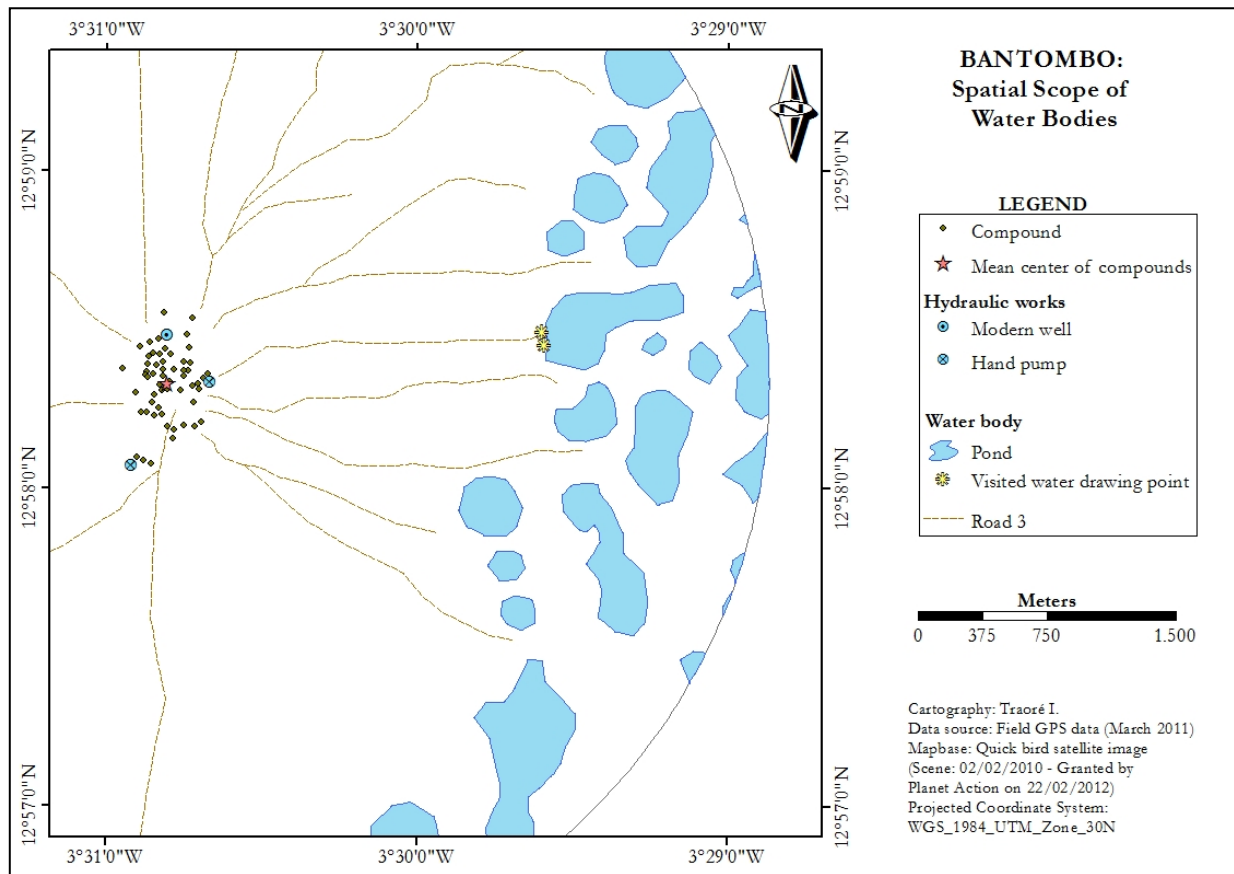 3°31'0"W 3°30'0"W 3°29'0"W
BANTOMBO:
Spatial Scope of
Water Bodies
N
12°59'0"N 12°59'0"N
LEGEND
Compound
Mean center of compounds
Hydraulic works
Modern well
Hand pump
Water body
Pond
Visited water drawing point
Road 3
12°58'0"N 12°58'0"N
Meters
0 375 750 1.500
Cartography: Traoré I.
Data source: Field GPS data (March 2011)
Mapbase: Quick bird satellite image
(Scene: 02/02/2010 - Granted by
Planet Action on 22/02/2012)
Projected Coordinate System:
WGS_1984_UTM_Zone_30N
12°57'0"N 12°57'0"N
3°31'0"W 3°30'0"W 3°29'0"W